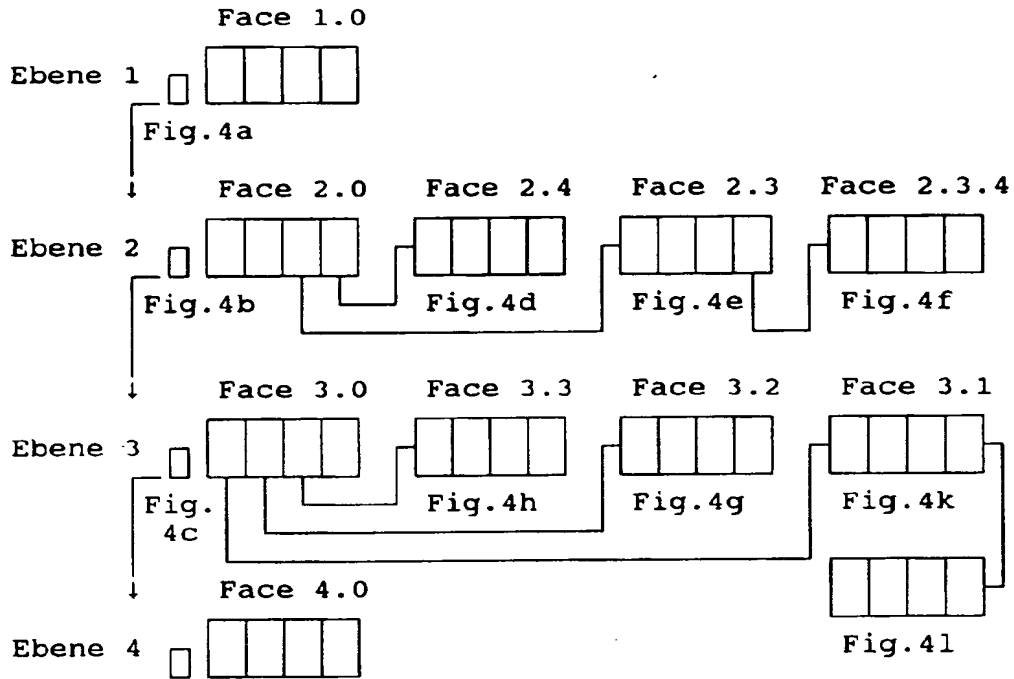 Face 1.0
Ebene 1
Fig.4a
Face 2.0 Face 2.4 Face 2.3 Face 2.3.4
Ebene 2
Fig.4b Fig.4d Fig.4e Fig.4f
Face 3.0 Face 3.3 Face 3.2 Face 3.1
Ebene 3
Fig. 4c Fig.4h Fig.4g Fig.4k
Face 4.0
Ebene 4
Fig.4l